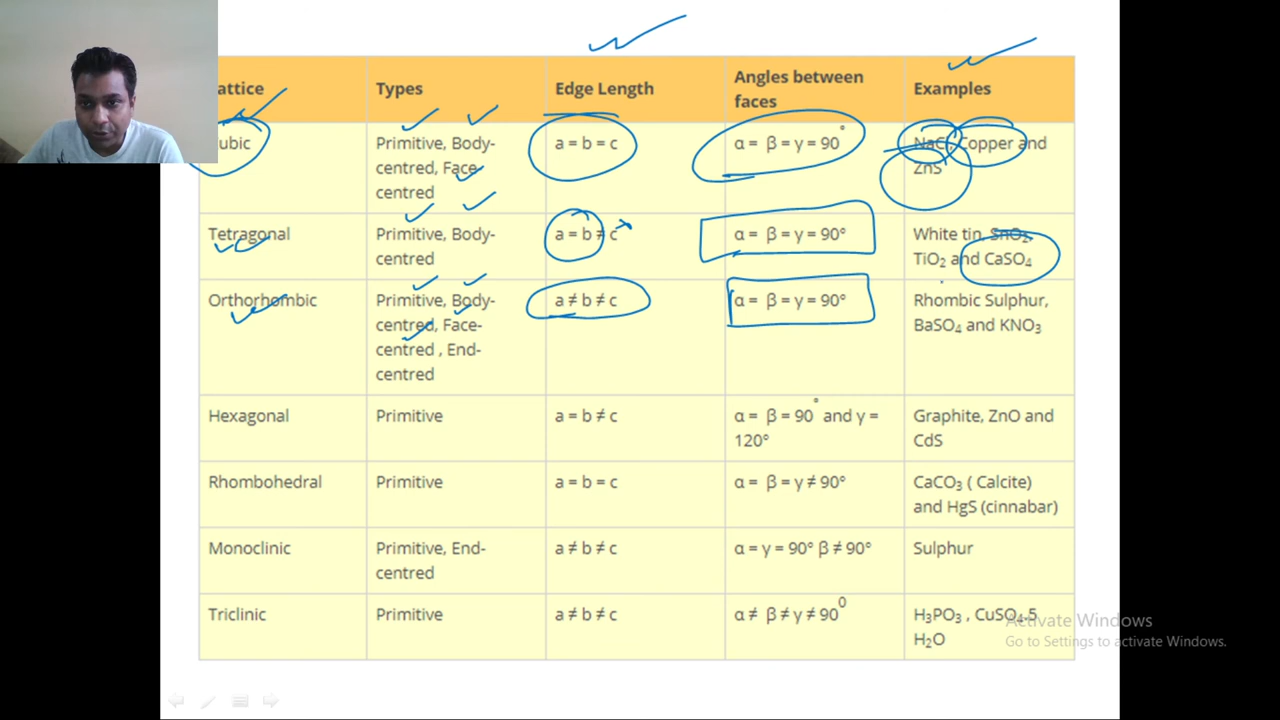 attice Types Edge Length Angles between faces Examples
ubic Primitive, Body-centred, Face-centred a = b = c α = β = γ = 90° NaCl, Copper and ZnS
Tetragonal Primitive, Body-centred a = b ≠ c α = β = γ = 90° White tin, SnO₂, TiO₂ and CaSO₄
Orthorhombic Primitive, Body-centred, Face-centred , End-centred a ≠ b ≠ c α = β = γ = 90° Rhombic Sulphur, BaSO₄ and KNO₃
Hexagonal Primitive a = b ≠ c α = β = 90° and γ = 120° Graphite, ZnO and CdS
Rhombohedral Primitive a = b = c α = β = γ ≠ 90° CaCO₃ ( Calcite) and HgS (cinnabar)
Monoclinic Primitive, End-centred a ≠ b ≠ c α = γ = 90° β ≠ 90° Sulphur
Triclinic Primitive a ≠ b ≠ c α ≠ β ≠ γ ≠ 90⁰ H₃PO₃ , CuSO₄.5 H₂O
Activate Windows
Go to Settings to activate Windows.